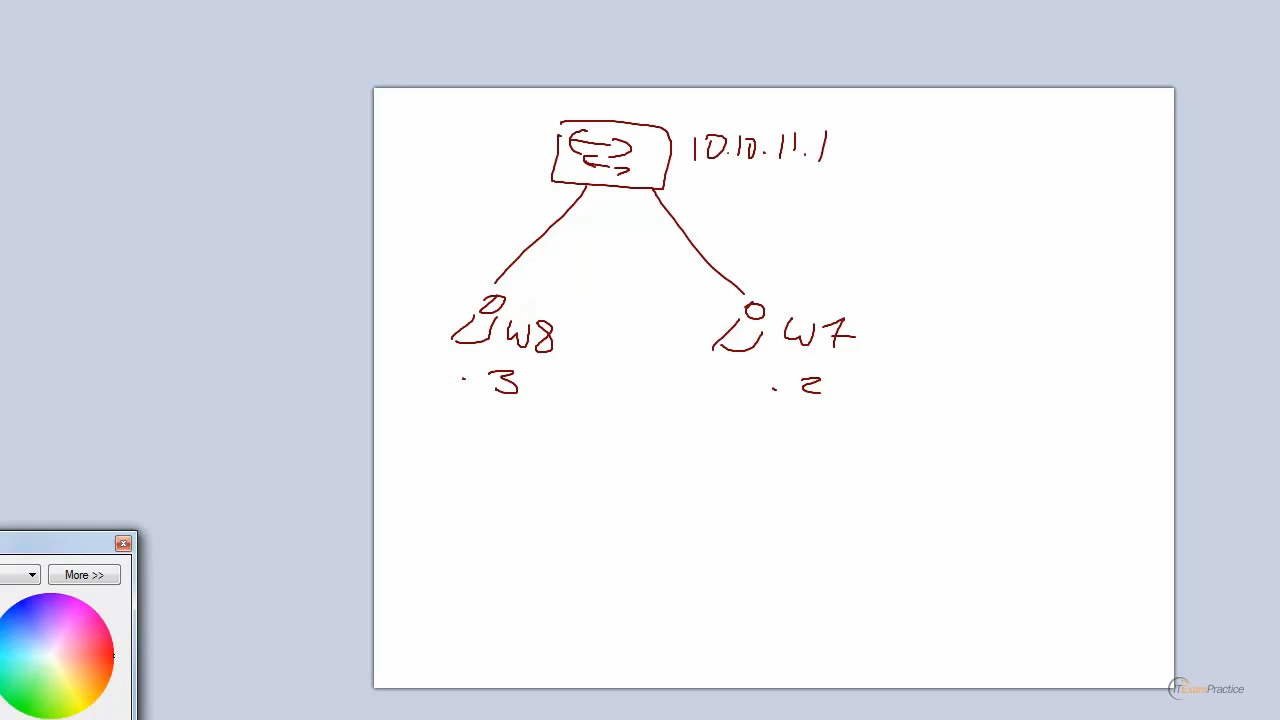 10.10.11.1
W8
W7
. 3
. 2
More >>
ITExamPractice